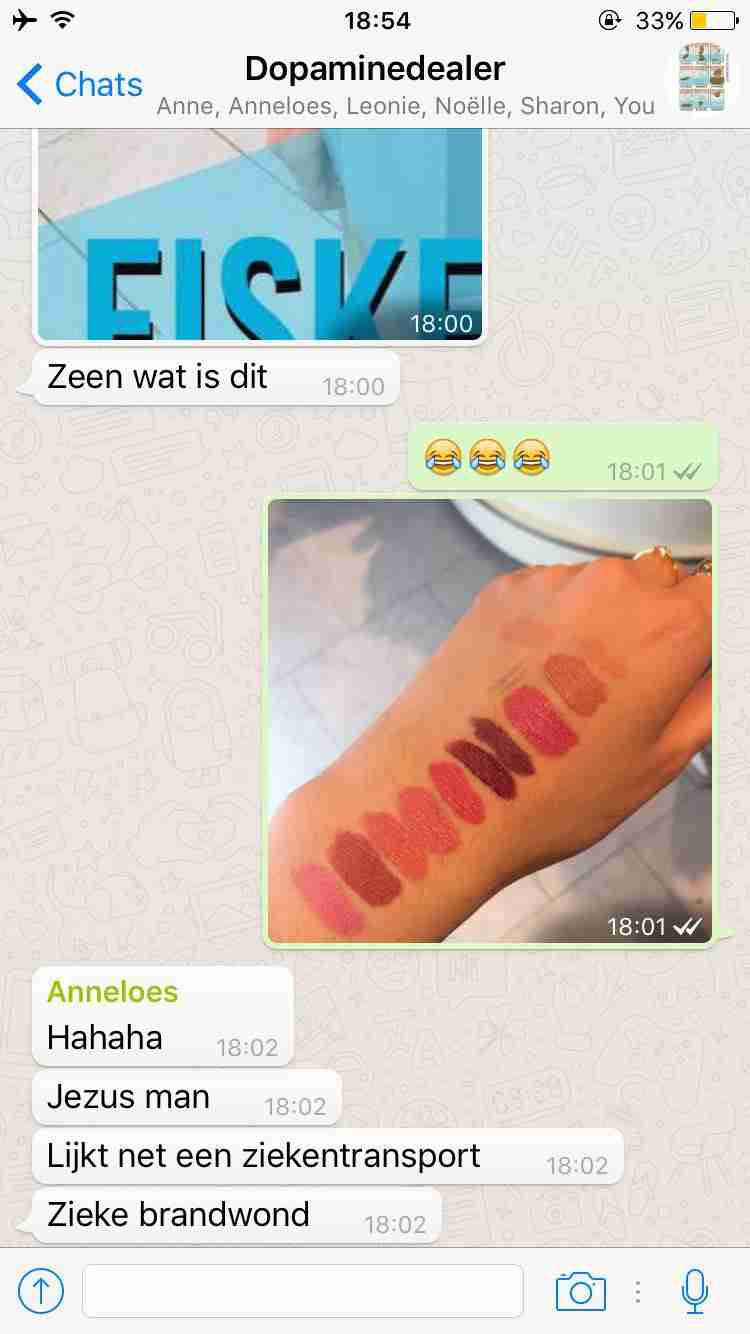 18:54
33%
Chats
Dopaminedealer
Anne, Anneloes, Leonie, Noëlle, Sharon, You
FISKE
18:00
Zeen wat is dit
18:00
😂😂😂
18:01
18:01
Anneloes
Hahaha
18:02
Jezus man
18:02
Lijkt net een ziekentransport
18:02
Zieke brandwond
18:02